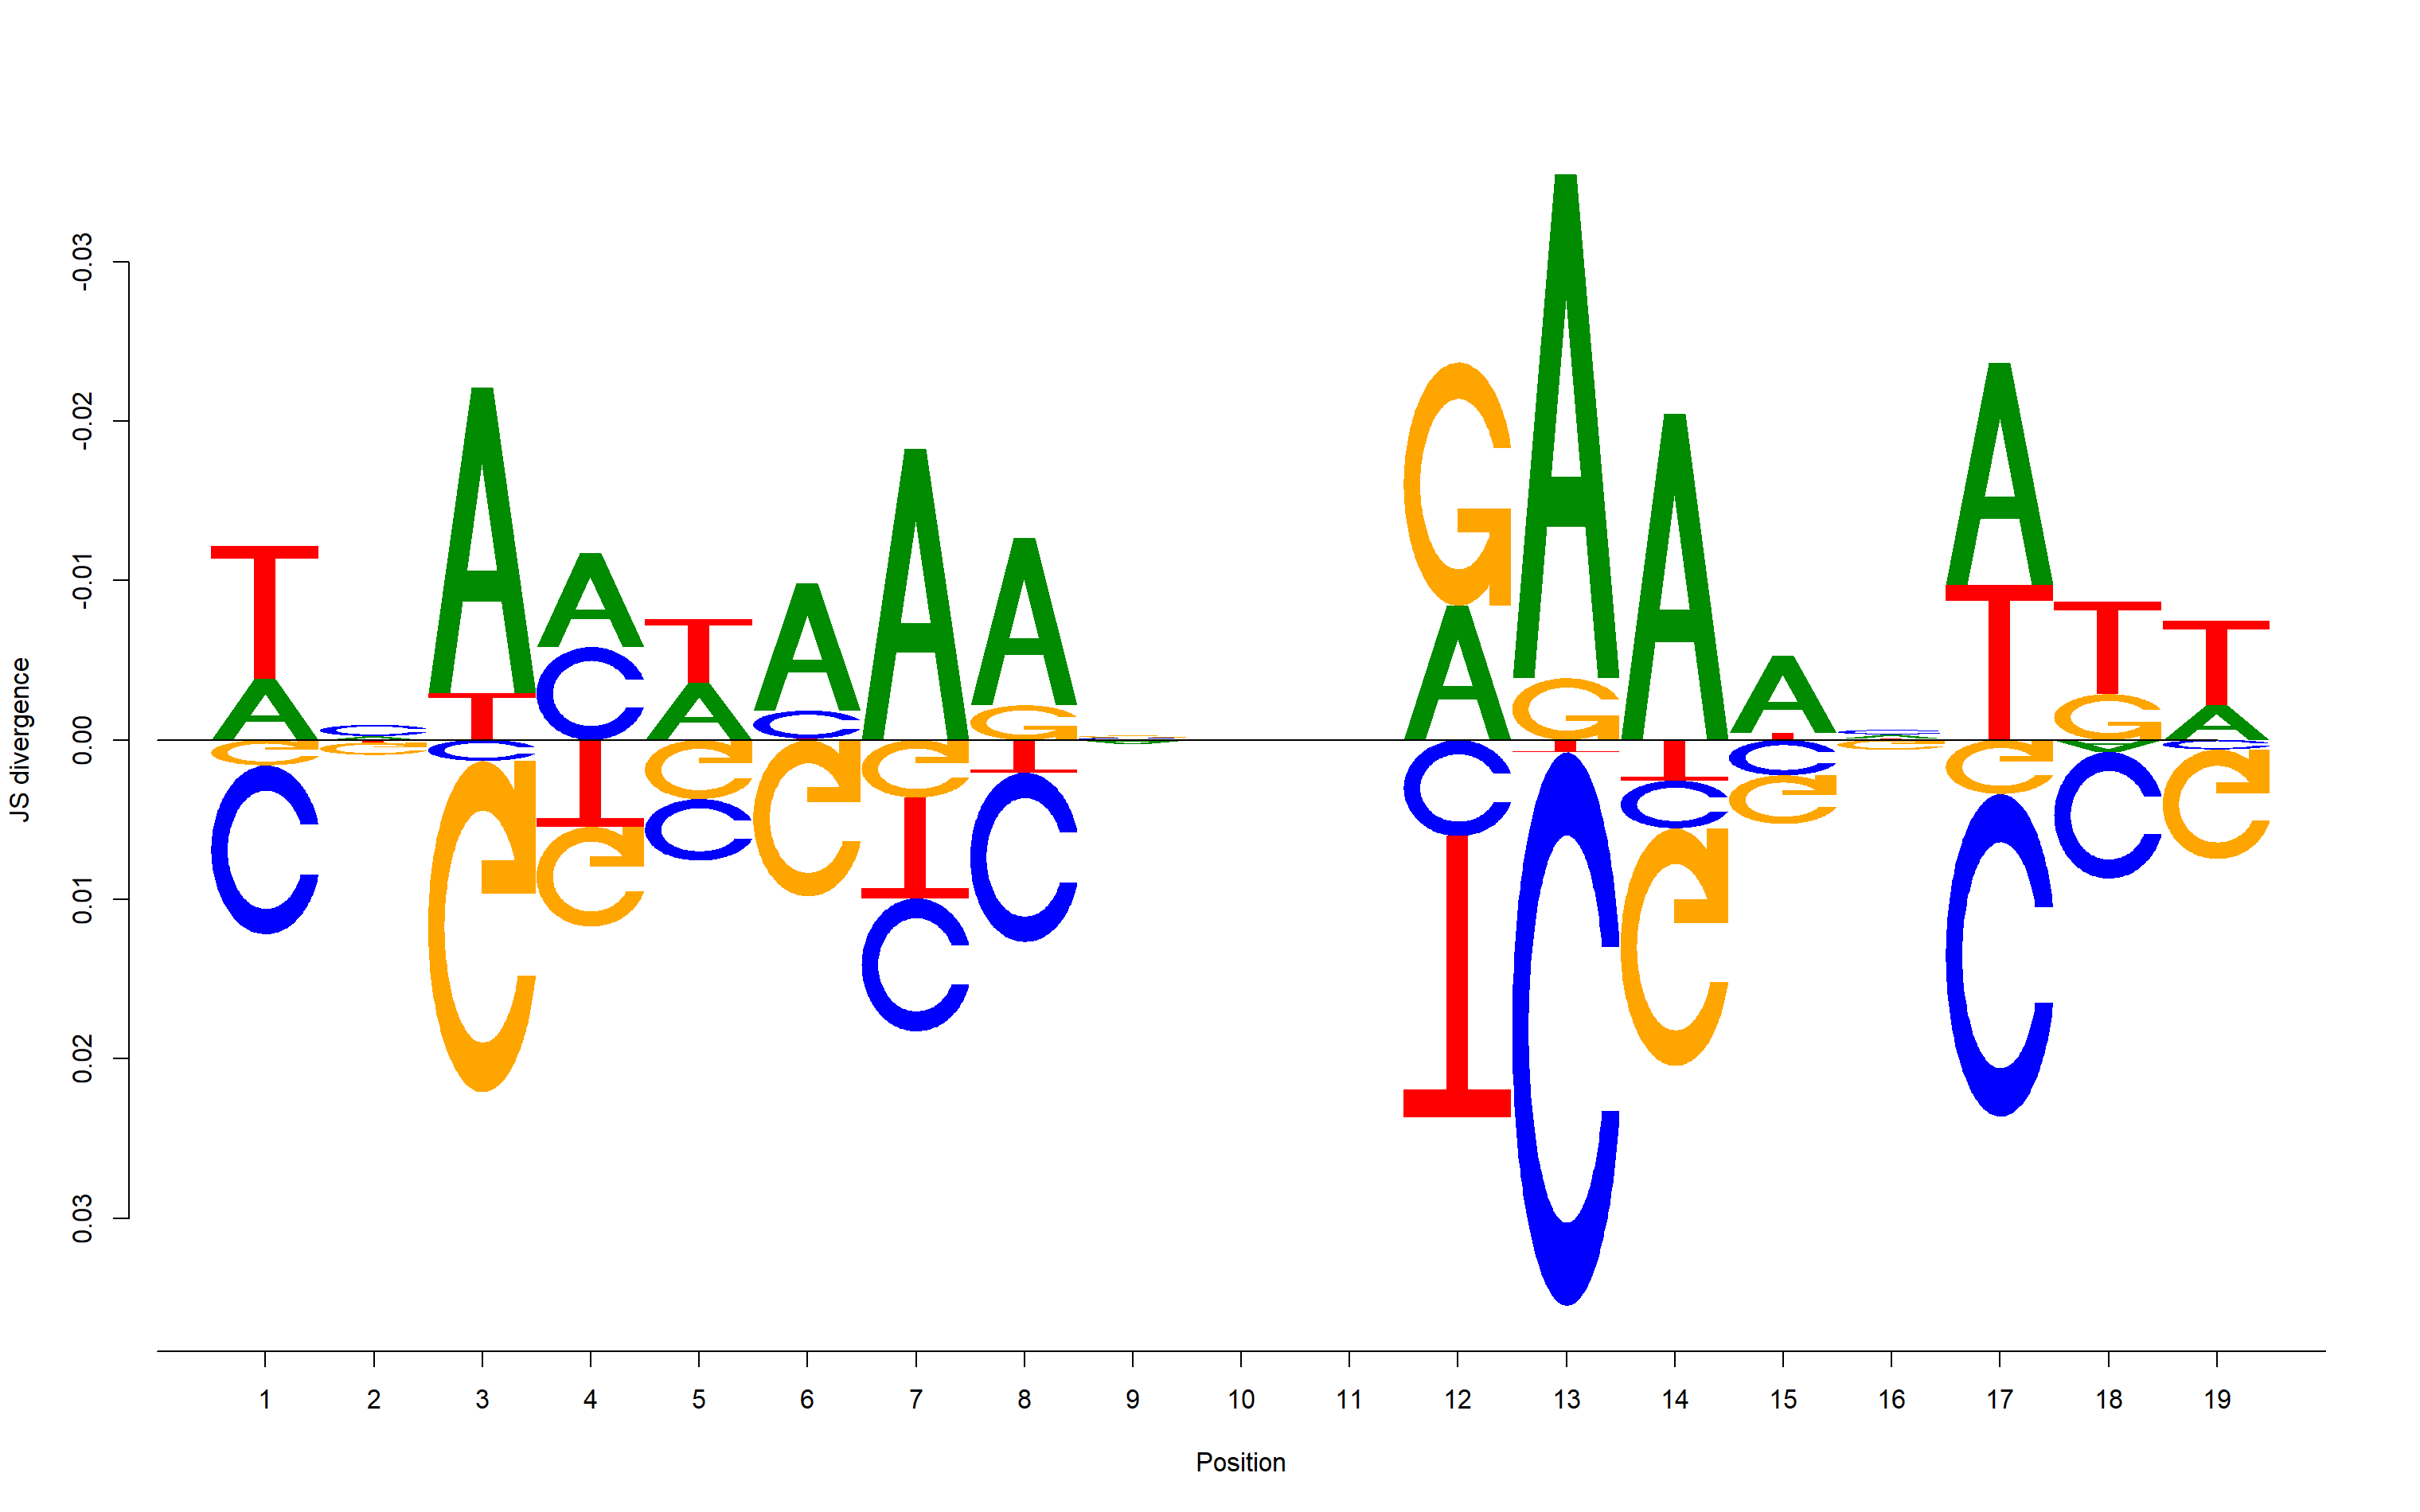 JS divergence
-0.03
-0.02
-0.01
0.00
0.01
0.02
0.03
T A G C
C A T G
A T C G
A C T G
T A G C
A C T G
A G T C
A G T C
G A C T
A G T C
A T C G
A T C G
C A T G
A T G C
T G A C
T A C G
1 2 3 4 5 6 7 8 9 10 11 12 13 14 15 16 17 18 19
Position